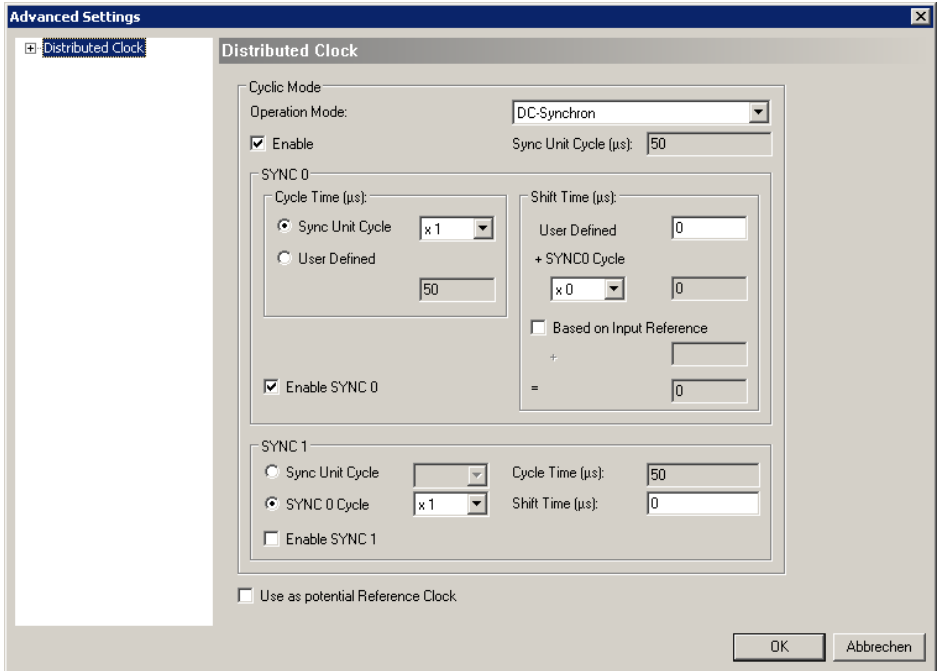 Advanced Settings
Distributed Clock
Distributed Clock
Cyclic Mode
Operation Mode:
DC-Synchron
Enable
Sync Unit Cycle (µs):
50
SYNC 0
Cycle Time (µs):
Sync Unit Cycle
x 1
User Defined
50
Enable SYNC 0
Shift Time (µs):
User Defined
0
+ SYNC0 Cycle
x 0
0
Based on Input Reference
+
=
0
SYNC 1
Sync Unit Cycle
Cycle Time (µs):
50
SYNC 0 Cycle
x 1
Shift Time (µs):
0
Enable SYNC 1
Use as potential Reference Clock
OK
Abbrechen